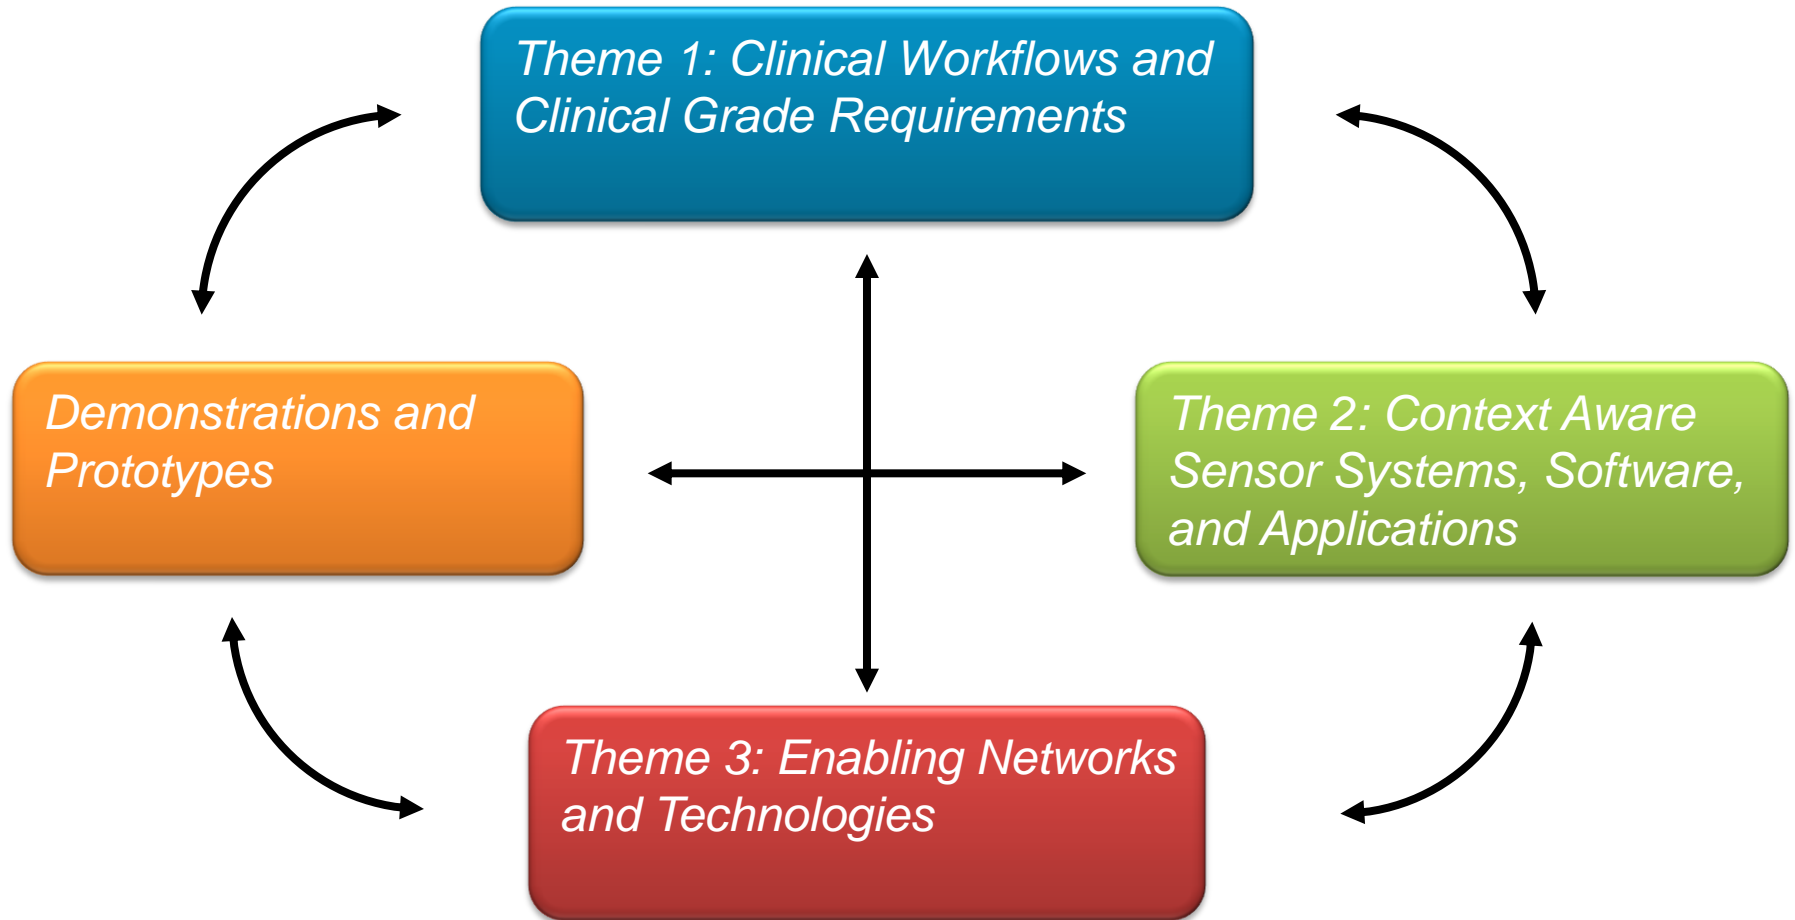 Theme 1: Clinical Workflows and
Clinical Grade Requirements
Demonstrations and
Prototypes
Theme 2: Context Aware
Sensor Systems, Software,
and Applications
Theme 3: Enabling Networks
and Technologies